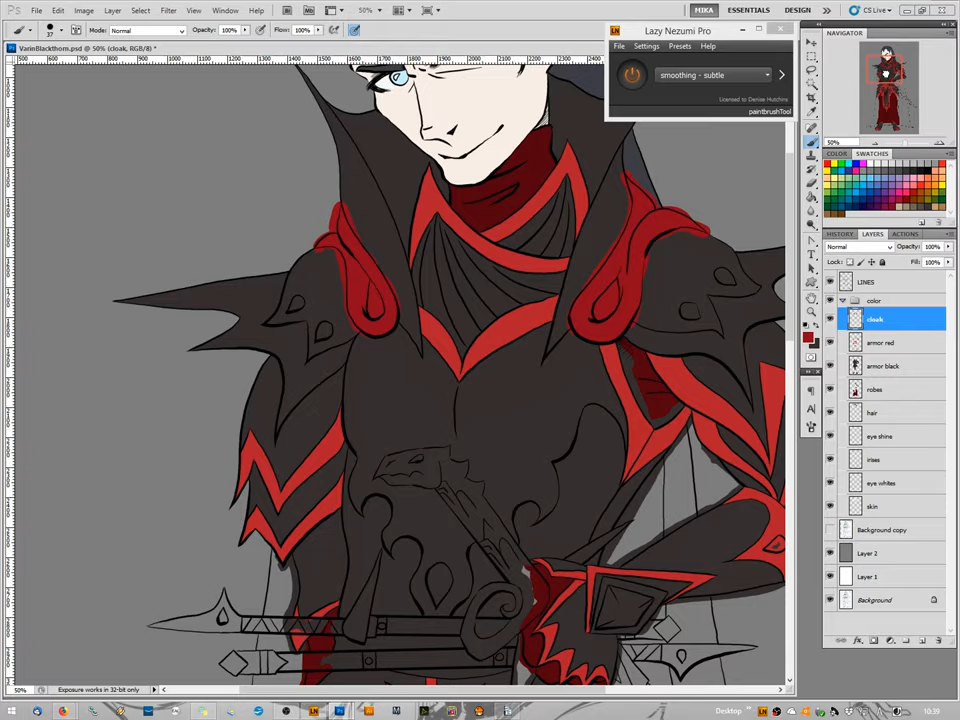 File Edit Image Layer Select Filter View Window Help
50%
MIKA ESSENTIALS DESIGN CS Live
37 Mode: Normal Opacity: 100% Flow: 100%
VarinBlackthorn.psd @ 50% (cloak, RGB/8) *
Lazy Nezumi Pro
File Settings Presets Help
smoothing - subtle
Licensed to Denise Hutchins
paintbrushTool
NAVIGATOR
50%
COLOR SWATCHES
HISTORY LAYERS ACTIONS
Normal Opacity: 100%
Lock: Fill: 100%
LINES
color
cloak
armor red
armor black
robes
hair
eye shine
irises
eye whites
skin
Background copy
Layer 2
Layer 1
Background
50% Exposure works in 32-bit only
Desktop 10:39